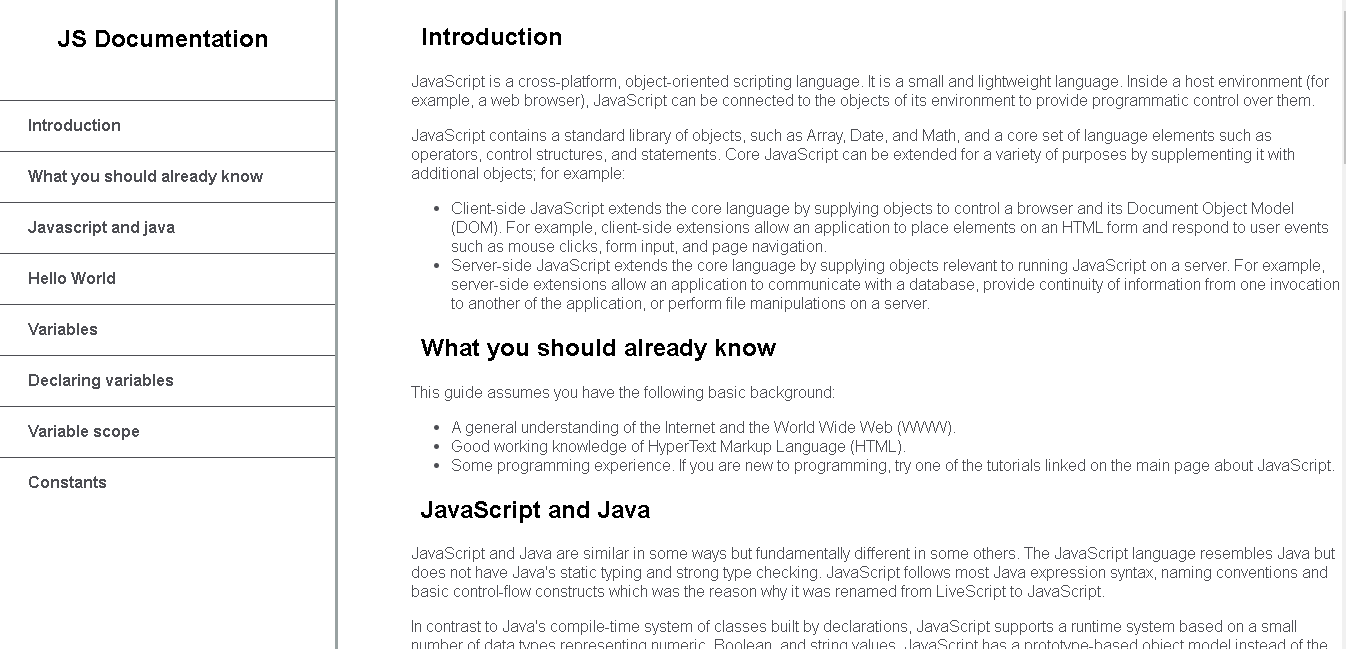 JS Documentation
Introduction
What you should already know
Javascript and java
Hello World
Variables
Declaring variables
Variable scope
Constants
Introduction
JavaScript is a cross-platform, object-oriented scripting language. It is a small and lightweight language. Inside a host environment (for
example, a web browser), JavaScript can be connected to the objects of its environment to provide programmatic control over them.
JavaScript contains a standard library of objects, such as Array, Date, and Math, and a core set of language elements such as
operators, control structures, and statements. Core JavaScript can be extended for a variety of purposes by supplementing it with
additional objects; for example:
• Client-side JavaScript extends the core language by supplying objects to control a browser and its Document Object Model
(DOM). For example, client-side extensions allow an application to place elements on an HTML form and respond to user events
such as mouse clicks, form input, and page navigation.
• Server-side JavaScript extends the core language by supplying objects relevant to running JavaScript on a server. For example,
server-side extensions allow an application to communicate with a database, provide continuity of information from one invocation
to another of the application, or perform file manipulations on a server.
What you should already know
This guide assumes you have the following basic background:
• A general understanding of the Internet and the World Wide Web (WWW).
• Good working knowledge of HyperText Markup Language (HTML).
• Some programming experience. If you are new to programming, try one of the tutorials linked on the main page about JavaScript.
JavaScript and Java
JavaScript and Java are similar in some ways but fundamentally different in some others. The JavaScript language resembles Java but
does not have Java's static typing and strong type checking. JavaScript follows most Java expression syntax, naming conventions and
basic control-flow constructs which was the reason why it was renamed from LiveScript to JavaScript.
In contrast to Java's compile-time system of classes built by declarations, JavaScript supports a runtime system based on a small
number of data types representing numeric, Boolean, and string values. JavaScript has a prototype-based object model instead of the